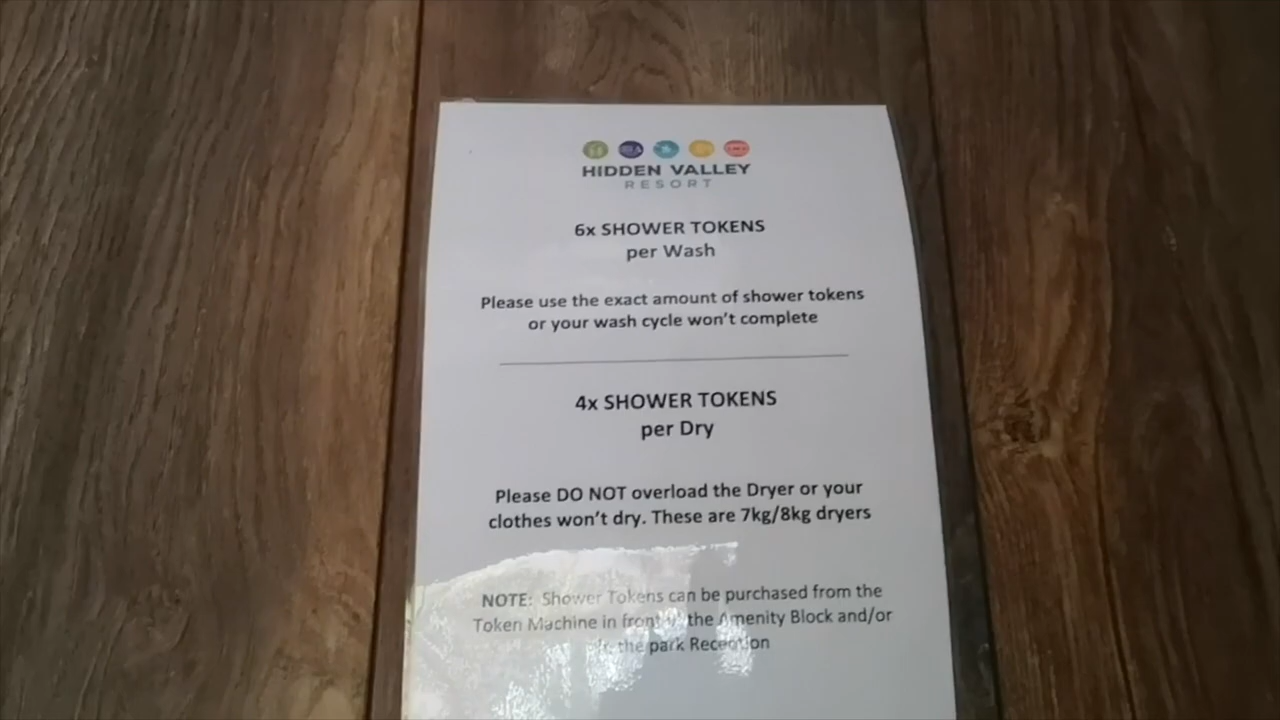 HIDDEN VALLEY
RESORT
6x SHOWER TOKENS
per Wash
Please use the exact amount of shower tokens
or your wash cycle won't complete
4x SHOWER TOKENS
per Dry
Please DO NOT overload the Dryer or your
clothes won't dry. These are 7kg/8kg dryers
NOTE: Shower Tokens can be purchased from the
Token Machine in front the Amenity Block and/or
the park Reception